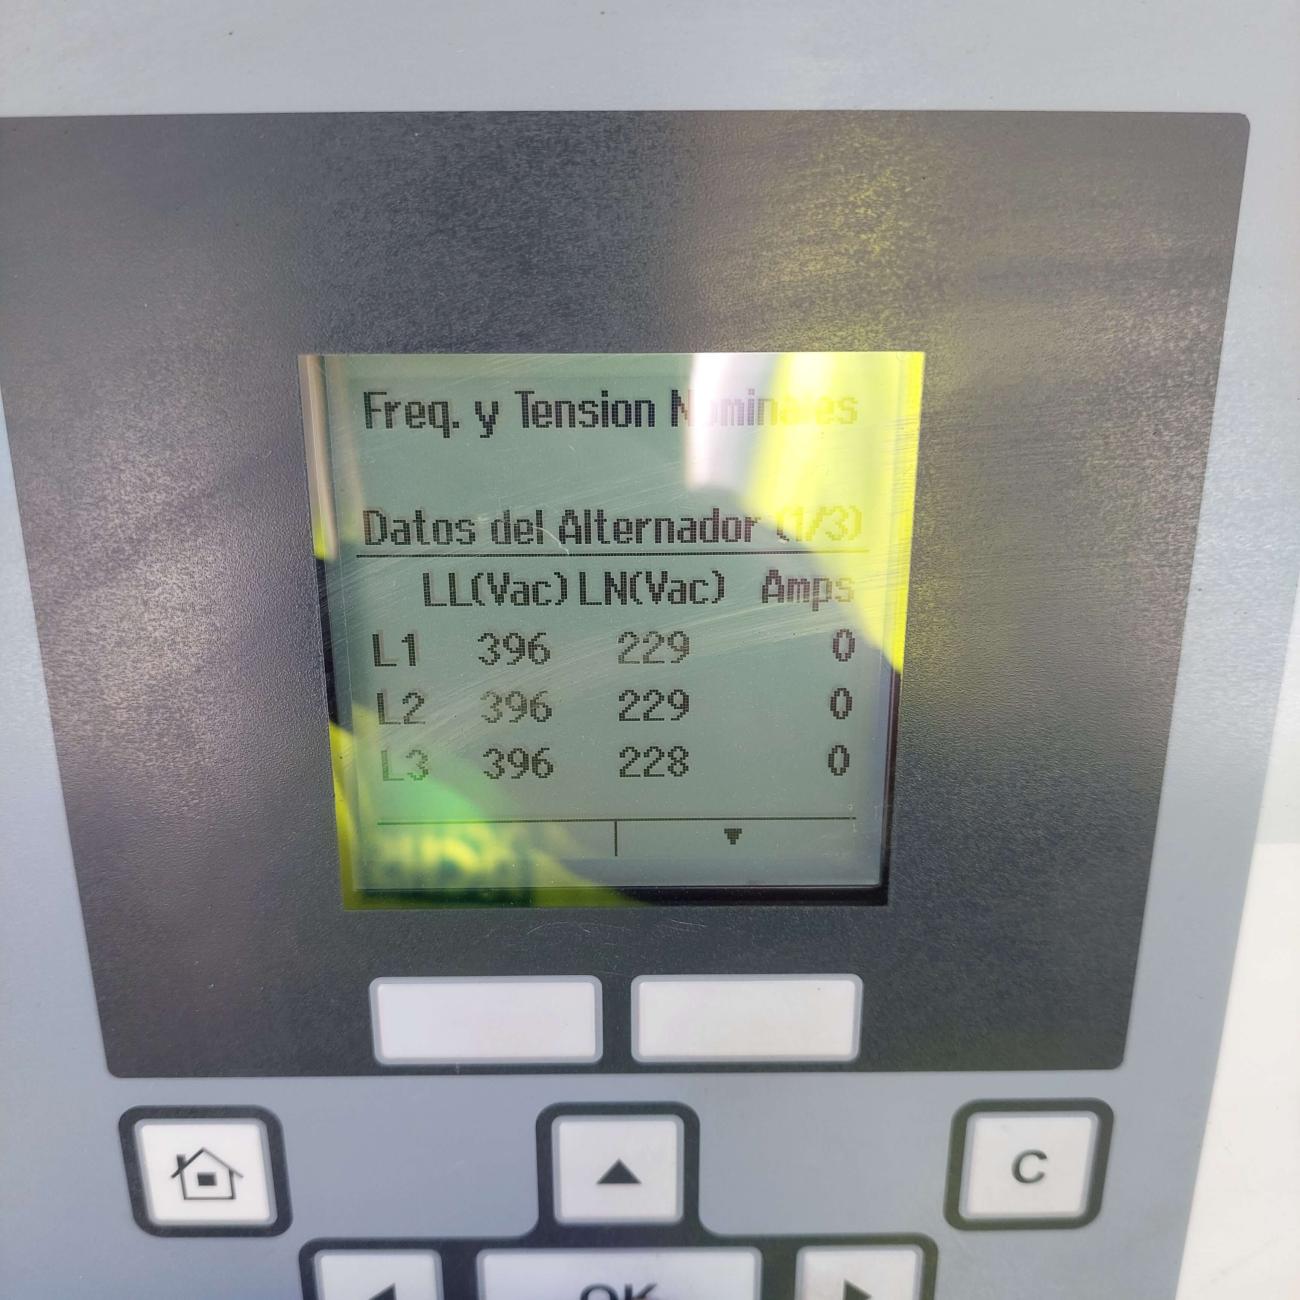 Freq. y Tension Nominales
Datos del Alternador (1/3)
LL(Vac) LN(Vac) Amps
L1 396 229 0
L2 396 229 0
L3 396 228 0
C
OK